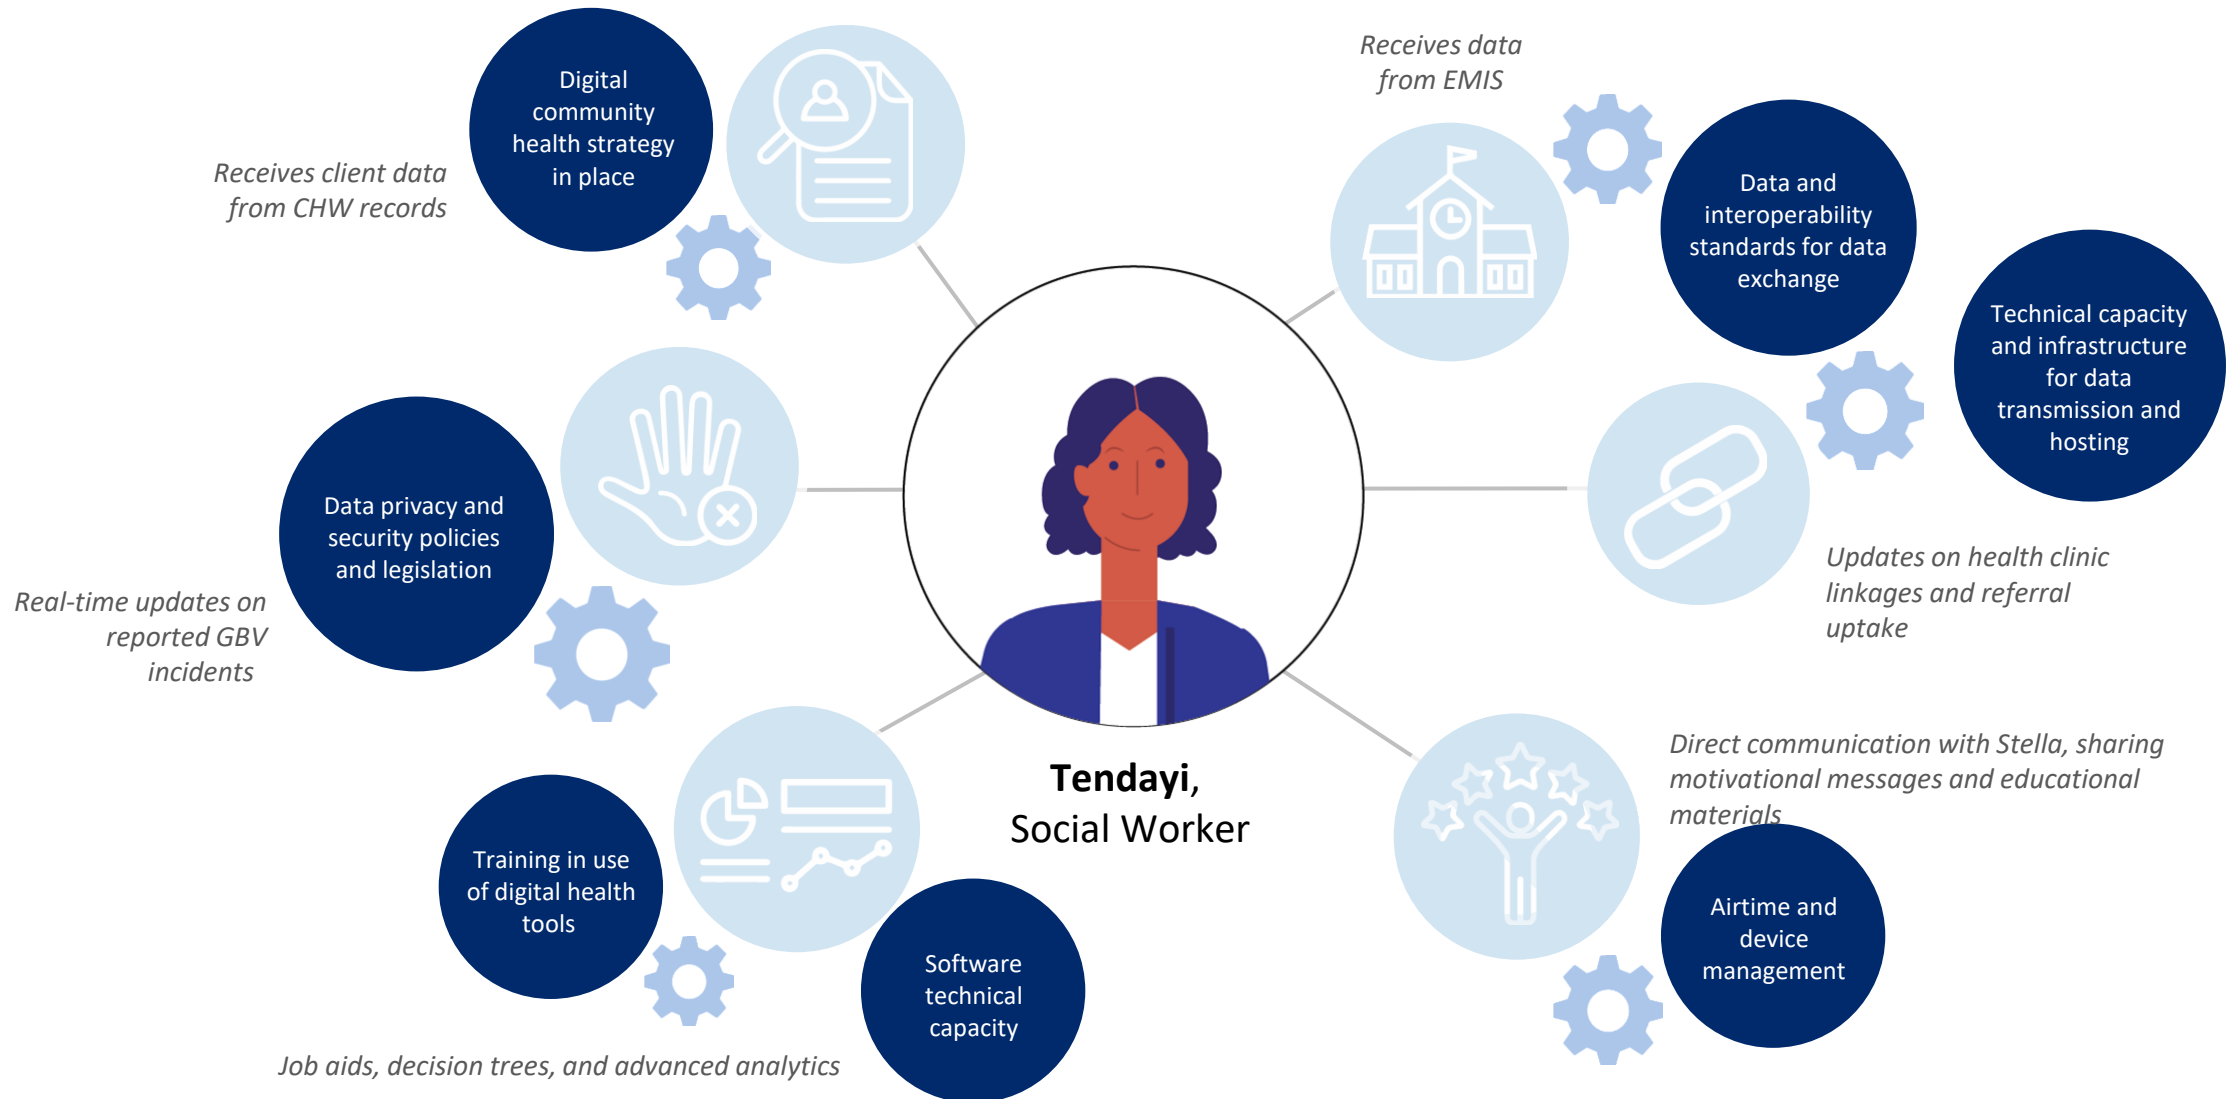 Digital
community
health strategy
in place
Receives client data
from CHW records
Receives data
from EMIS
Data and
interoperability
standards for data
exchange
Technical capacity
and infrastructure
for data
transmission and
hosting
Data privacy and
security policies
and legislation
Real-time updates on
reported GBV
incidents
Updates on health clinic
linkages and referral
uptake
Tendayi,
Social Worker
Direct communication with Stella, sharing
motivational messages and educational
materials
Training in use
of digital health
tools
Software
technical
capacity
Airtime and
device
management
Job aids, decision trees, and advanced analytics